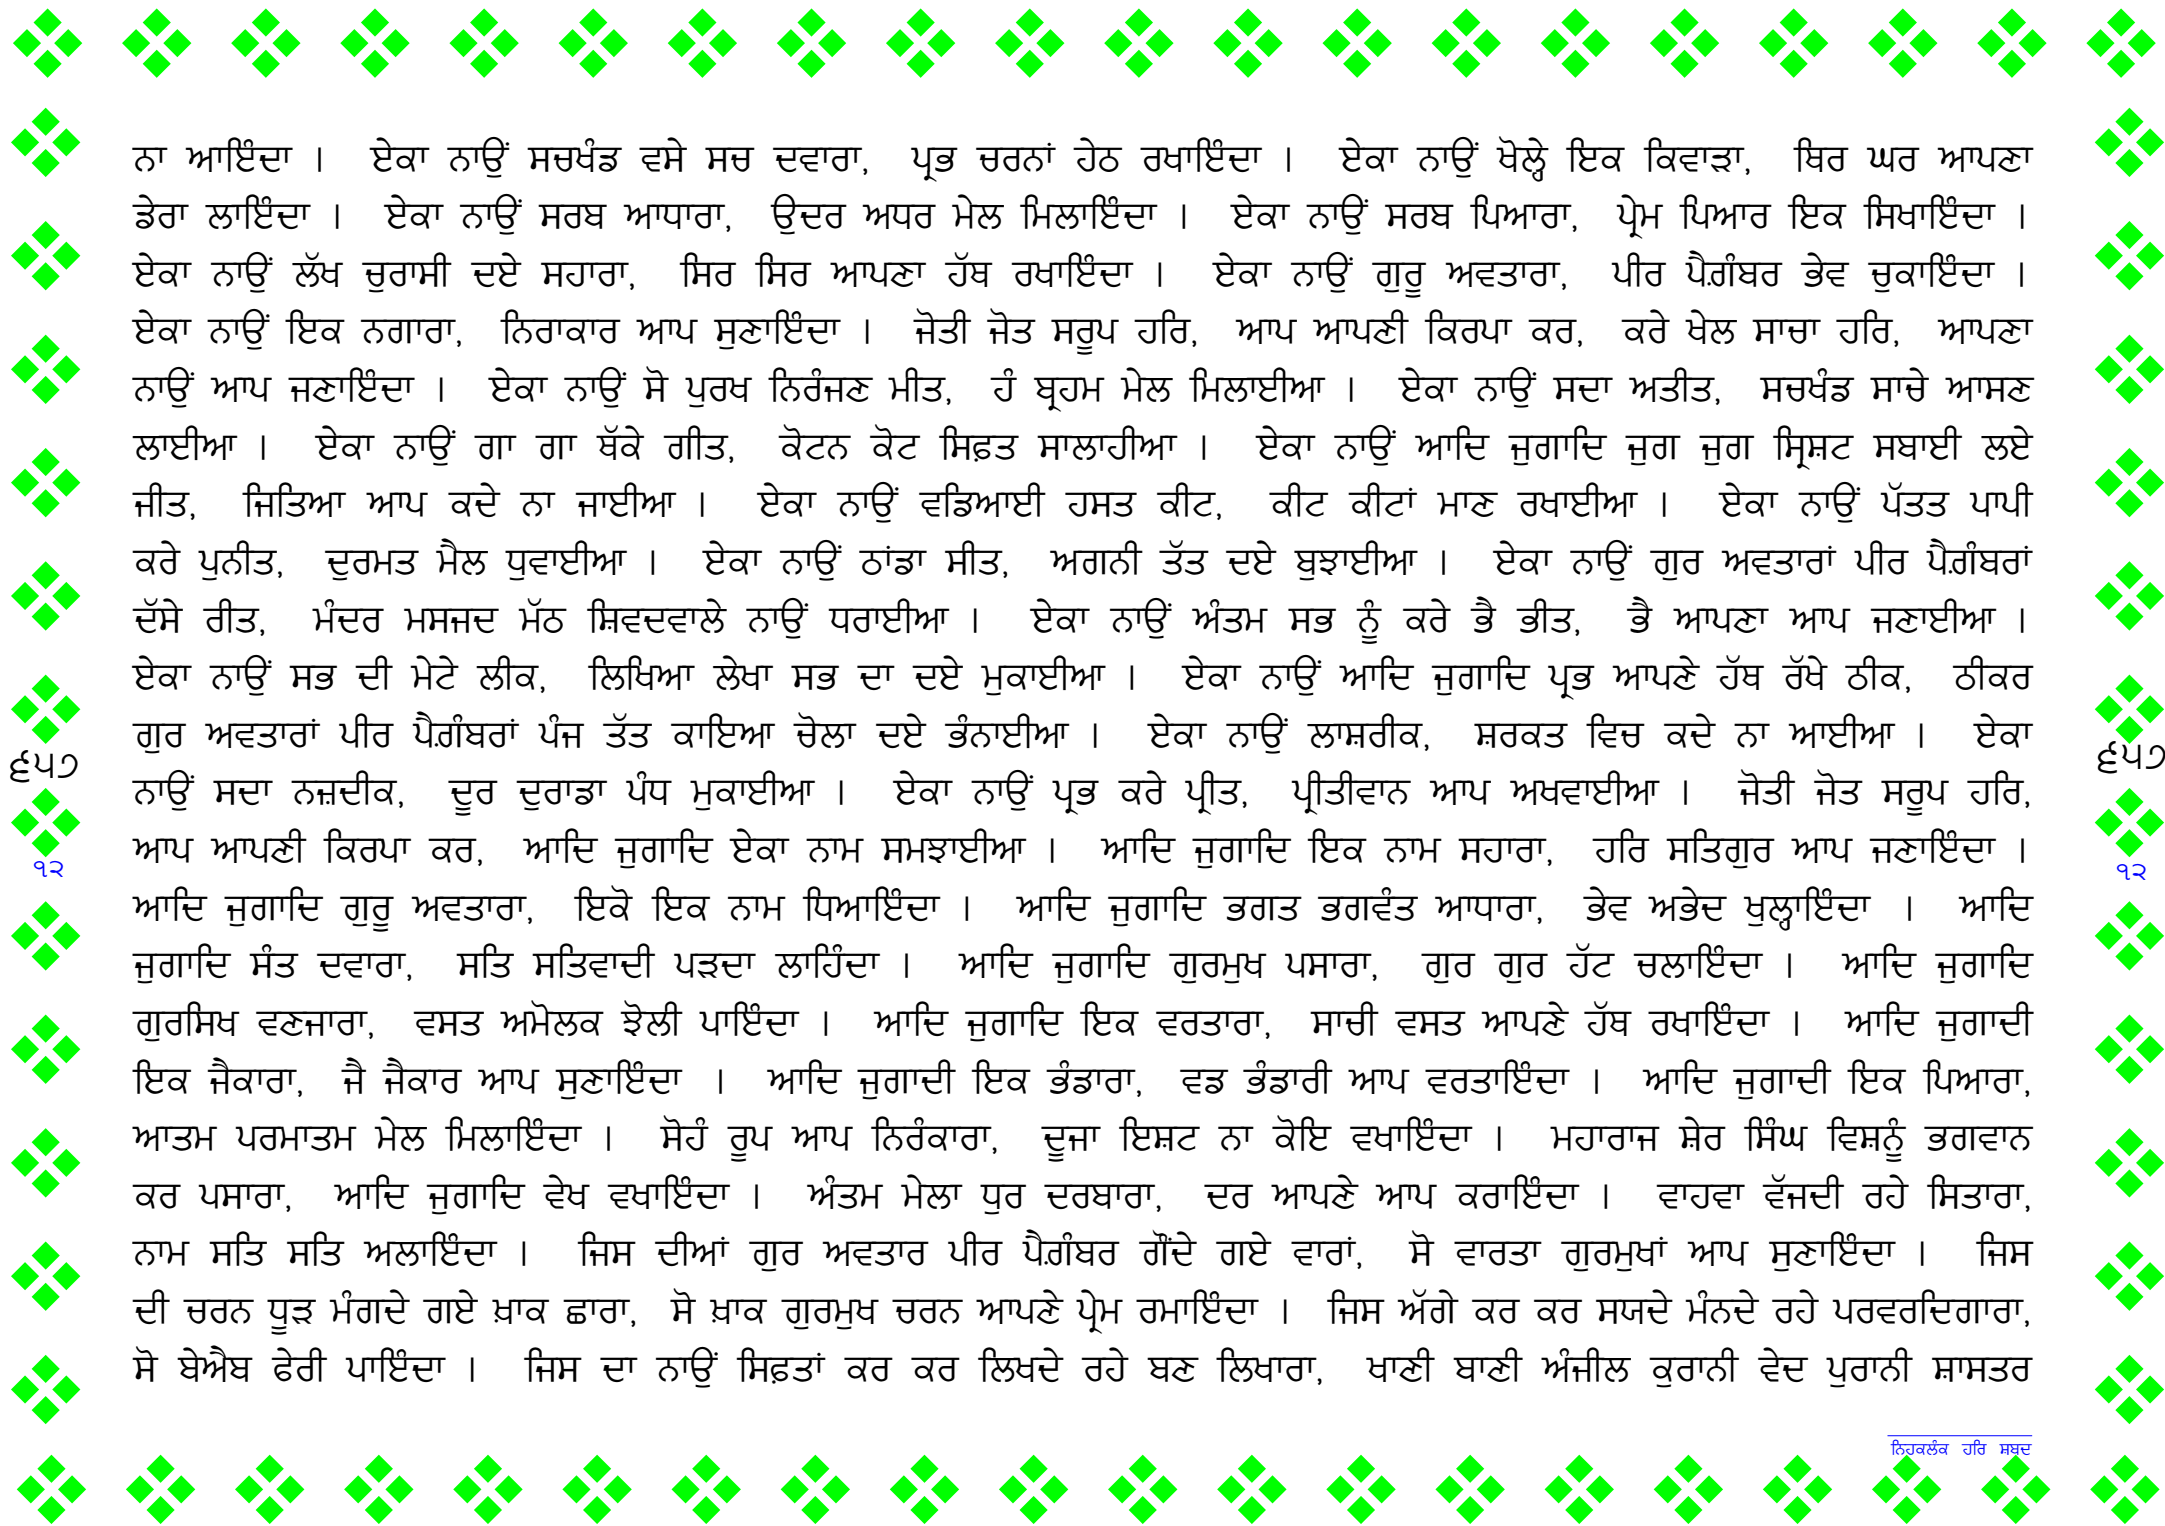 ਨਾ ਆਇੰਦਾ । ਏਕਾ ਨਾਉਂ ਸਚਖੰਡ ਵਸੇ ਸਚ ਦਵਾਰਾ, ਪ੍ਰਭ ਚਰਨਾਂ ਹੇਠ ਰਖਾਇੰਦਾ । ਏਕਾ ਨਾਉਂ ਖੋਲ੍ਹੇ ਇਕ ਕਿਵਾੜਾ, ਥਿਰ ਘਰ ਆਪਣਾ
ਡੇਰਾ ਲਾਇੰਦਾ । ਏਕਾ ਨਾਉਂ ਸਰਬ ਆਧਾਰਾ, ਉਦਰ ਅਧਰ ਮੇਲ ਮਿਲਾਇੰਦਾ । ਏਕਾ ਨਾਉਂ ਸਰਬ ਪਿਆਰਾ, ਪ੍ਰੇਮ ਪਿਆਰ ਇਕ ਸਿਖਾਇੰਦਾ ।
ਏਕਾ ਨਾਉਂ ਲੱਖ ਚੁਰਾਸੀ ਦਏ ਸਹਾਰਾ, ਸਿਰ ਸਿਰ ਆਪਣਾ ਹੱਥ ਰਖਾਇੰਦਾ । ਏਕਾ ਨਾਉਂ ਗੁਰੂ ਅਵਤਾਰਾ, ਪੀਰ ਪੈਗ਼ੰਬਰ ਭੇਵ ਚੁਕਾਇੰਦਾ ।
ਏਕਾ ਨਾਉਂ ਇਕ ਨਗਾਰਾ, ਨਿਰਾਕਾਰ ਆਪ ਸੁਣਾਇੰਦਾ । ਜੋਤੀ ਜੋਤ ਸਰੂਪ ਹਰਿ, ਆਪ ਆਪਣੀ ਕਿਰਪਾ ਕਰ, ਕਰੇ ਖੇਲ ਸਾਚਾ ਹਰਿ, ਆਪਣਾ
ਨਾਉਂ ਆਪ ਜਣਾਇੰਦਾ । ਏਕਾ ਨਾਉਂ ਸੋ ਪੁਰਖ ਨਿਰੰਜਣ ਮੀਤ, ਹੰ ਬ੍ਰਹਮ ਮੇਲ ਮਿਲਾਈਆ । ਏਕਾ ਨਾਉਂ ਸਦਾ ਅਤੀਤ, ਸਚਖੰਡ ਸਾਚੇ ਆਸਣ
ਲਾਈਆ । ਏਕਾ ਨਾਉਂ ਗਾ ਗਾ ਥੱਕੇ ਗੀਤ, ਕੋਟਨ ਕੋਟ ਸਿਫ਼ਤ ਸਾਲਾਹੀਆ । ਏਕਾ ਨਾਉਂ ਆਦਿ ਜੁਗਾਦਿ ਜੁਗ ਜੁਗ ਸ੍ਰਿਸ਼ਟ ਸਬਾਈ ਲਏ
ਜੀਤ, ਜਿਤਿਆ ਆਪ ਕਦੇ ਨਾ ਜਾਈਆ । ਏਕਾ ਨਾਉਂ ਵਡਿਆਈ ਹਸਤ ਕੀਟ, ਕੀਟ ਕੀਟਾਂ ਮਾਣ ਰਖਾਈਆ । ਏਕਾ ਨਾਉਂ ਪੱਤਤ ਪਾਪੀ
ਕਰੇ ਪੁਨੀਤ, ਦੁਰਮਤ ਮੈਲ ਧੁਵਾਈਆ । ਏਕਾ ਨਾਉਂ ਠਾਂਡਾ ਸੀਤ, ਅਗਨੀ ਤੱਤ ਦਏ ਬੁਝਾਈਆ । ਏਕਾ ਨਾਉਂ ਗੁਰ ਅਵਤਾਰਾਂ ਪੀਰ ਪੈਗ਼ੰਬਰਾਂ
ਦੱਸੇ ਰੀਤ, ਮੰਦਰ ਮਸਜਦ ਮੱਠ ਸ਼ਿਵਦਵਾਲੇ ਨਾਉਂ ਧਰਾਈਆ । ਏਕਾ ਨਾਉਂ ਅੰਤਮ ਸਭ ਨੂੰ ਕਰੇ ਭੈ ਭੀਤ, ਭੈ ਆਪਣਾ ਆਪ ਜਣਾਈਆ ।
ਏਕਾ ਨਾਉਂ ਸਭ ਦੀ ਮੇਟੇ ਲੀਕ, ਲਿਖਿਆ ਲੇਖਾ ਸਭ ਦਾ ਦਏ ਮੁਕਾਈਆ । ਏਕਾ ਨਾਉਂ ਆਦਿ ਜੁਗਾਦਿ ਪ੍ਰਭ ਆਪਣੇ ਹੱਥ ਰੱਖੇ ਠੀਕ, ਠੀਕਰ
ਗੁਰ ਅਵਤਾਰਾਂ ਪੀਰ ਪੈਗ਼ੰਬਰਾਂ ਪੰਜ ਤੱਤ ਕਾਇਆ ਚੋਲਾ ਦਏ ਭੰਨਾਈਆ । ਏਕਾ ਨਾਉਂ ਲਾਸ਼ਰੀਕ, ਸ਼ਰਕਤ ਵਿਚ ਕਦੇ ਨਾ ਆਈਆ । ਏਕਾ
ਨਾਉਂ ਸਦਾ ਨਜ਼ਦੀਕ, ਦੂਰ ਦੁਰਾਡਾ ਪੰਧ ਮੁਕਾਈਆ । ਏਕਾ ਨਾਉਂ ਪ੍ਰਭ ਕਰੇ ਪ੍ਰੀਤ, ਪ੍ਰੀਤੀਵਾਨ ਆਪ ਅਖਵਾਈਆ । ਜੋਤੀ ਜੋਤ ਸਰੂਪ ਹਰਿ,
ਆਪ ਆਪਣੀ ਕਿਰਪਾ ਕਰ, ਆਦਿ ਜੁਗਾਦਿ ਏਕਾ ਨਾਮ ਸਮਝਾਈਆ । ਆਦਿ ਜੁਗਾਦਿ ਇਕ ਨਾਮ ਸਹਾਰਾ, ਹਰਿ ਸਤਿਗੁਰ ਆਪ ਜਣਾਇੰਦਾ ।
ਆਦਿ ਜੁਗਾਦਿ ਗੁਰੂ ਅਵਤਾਰਾ, ਇਕੋ ਇਕ ਨਾਮ ਧਿਆਇੰਦਾ । ਆਦਿ ਜੁਗਾਦਿ ਭਗਤ ਭਗਵੰਤ ਆਧਾਰਾ, ਭੇਵ ਅਭੇਦ ਖੁਲ੍ਹਾਇੰਦਾ । ਆਦਿ
ਜੁਗਾਦਿ ਸੰਤ ਦਵਾਰਾ, ਸਤਿ ਸਤਿਵਾਦੀ ਪੜਦਾ ਲਾਹਿੰਦਾ । ਆਦਿ ਜੁਗਾਦਿ ਗੁਰਮੁਖ ਪਸਾਰਾ, ਗੁਰ ਗੁਰ ਹੱਟ ਚਲਾਇੰਦਾ । ਆਦਿ ਜੁਗਾਦਿ
ਗੁਰਸਿਖ ਵਣਜਾਰਾ, ਵਸਤ ਅਮੋਲਕ ਝੋਲੀ ਪਾਇੰਦਾ । ਆਦਿ ਜੁਗਾਦਿ ਇਕ ਵਰਤਾਰਾ, ਸਾਚੀ ਵਸਤ ਆਪਣੇ ਹੱਥ ਰਖਾਇੰਦਾ । ਆਦਿ ਜੁਗਾਦੀ
ਇਕ ਜੈਕਾਰਾ, ਜੈ ਜੈਕਾਰ ਆਪ ਸੁਣਾਇੰਦਾ । ਆਦਿ ਜੁਗਾਦੀ ਇਕ ਭੰਡਾਰਾ, ਵਡ ਭੰਡਾਰੀ ਆਪ ਵਰਤਾਇੰਦਾ । ਆਦਿ ਜੁਗਾਦੀ ਇਕ ਪਿਆਰਾ,
ਆਤਮ ਪਰਮਾਤਮ ਮੇਲ ਮਿਲਾਇੰਦਾ । ਸੋਹੰ ਰੂਪ ਆਪ ਨਿਰੰਕਾਰਾ, ਦੂਜਾ ਇਸ਼ਟ ਨਾ ਕੋਇ ਵਖਾਇੰਦਾ । ਮਹਾਰਾਜ ਸ਼ੇਰ ਸਿੰਘ ਵਿਸ਼ਨੂੰ ਭਗਵਾਨ
ਕਰ ਪਸਾਰਾ, ਆਦਿ ਜੁਗਾਦਿ ਵੇਖ ਵਖਾਇੰਦਾ । ਅੰਤਮ ਮੇਲਾ ਧੁਰ ਦਰਬਾਰਾ, ਦਰ ਆਪਣੇ ਆਪ ਕਰਾਇੰਦਾ । ਵਾਹਵਾ ਵੱਜਦੀ ਰਹੇ ਸਿਤਾਰਾ,
ਨਾਮ ਸਤਿ ਸਤਿ ਅਲਾਇੰਦਾ । ਜਿਸ ਦੀਆਂ ਗੁਰ ਅਵਤਾਰ ਪੀਰ ਪੈਗ਼ੰਬਰ ਗੌਂਦੇ ਗਏ ਵਾਰਾਂ, ਸੋ ਵਾਰਤਾ ਗੁਰਮੁਖਾਂ ਆਪ ਸੁਣਾਇੰਦਾ । ਜਿਸ
ਦੀ ਚਰਨ ਧੂੜ ਮੰਗਦੇ ਗਏ ਖ਼ਾਕ ਛਾਰਾ, ਸੋ ਖ਼ਾਕ ਗੁਰਮੁਖ ਚਰਨ ਆਪਣੇ ਪ੍ਰੇਮ ਰਮਾਇੰਦਾ । ਜਿਸ ਅੱਗੇ ਕਰ ਕਰ ਸਯਦੇ ਮੰਨਦੇ ਰਹੇ ਪਰਵਰਦਿਗਾਰਾ,
ਸੋ ਬੇਐਬ ਫੇਰੀ ਪਾਇੰਦਾ । ਜਿਸ ਦਾ ਨਾਉਂ ਸਿਫ਼ਤਾਂ ਕਰ ਕਰ ਲਿਖਦੇ ਰਹੇ ਬਣ ਲਿਖਾਰਾ, ਖਾਣੀ ਬਾਣੀ ਅੰਜੀਲ ਕੁਰਾਨੀ ਵੇਦ ਪੁਰਾਨੀ ਸ਼ਾਸਤਰ
੬੫੭ ੬੫੭
੧੨ ੧੨
ਨਿਹਕਲੰਕ ਹਰਿ ਸ਼ਬਦ